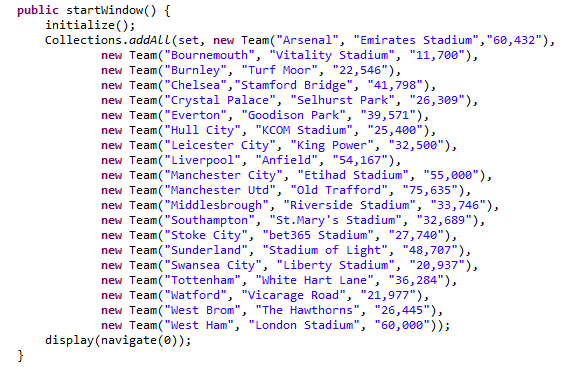 public startWindow() {
    initialize();
    Collections.addAll(set, new Team("Arsenal", "Emirates Stadium","60,432"),
            new Team("Bournemouth", "Vitality Stadium", "11,700"),
            new Team("Burnley", "Turf Moor", "22,546"),
            new Team("Chelsea","Stamford Bridge", "41,798"),
            new Team("Crystal Palace", "Selhurst Park", "26,309"),
            new Team("Everton", "Goodison Park", "39,571"),
            new Team("Hull City", "KCOM Stadium", "25,400"),
            new Team("Leicester City", "King Power", "32,500"),
            new Team("Liverpool", "Anfield", "54,167"),
            new Team("Manchester City", "Etihad Stadium", "55,000"),
            new Team("Manchester Utd", "Old Trafford", "75,635"),
            new Team("Middlesbrough", "Riverside Stadium", "33,746"),
            new Team("Southampton", "St.Mary's Stadium", "32,689"),
            new Team("Stoke City", "bet365 Stadium", "27,740"),
            new Team("Sunderland", "Stadium of Light", "48,707"),
            new Team("Swansea City", "Liberty Stadium", "20,937"),
            new Team("Tottenham", "White Hart Lane", "36,284"),
            new Team("Watford", "Vicarage Road", "21,977"),
            new Team("West Brom", "The Hawthorns", "26,445"),
            new Team("West Ham", "London Stadium", "60,000"));
    display(navigate(0));
}